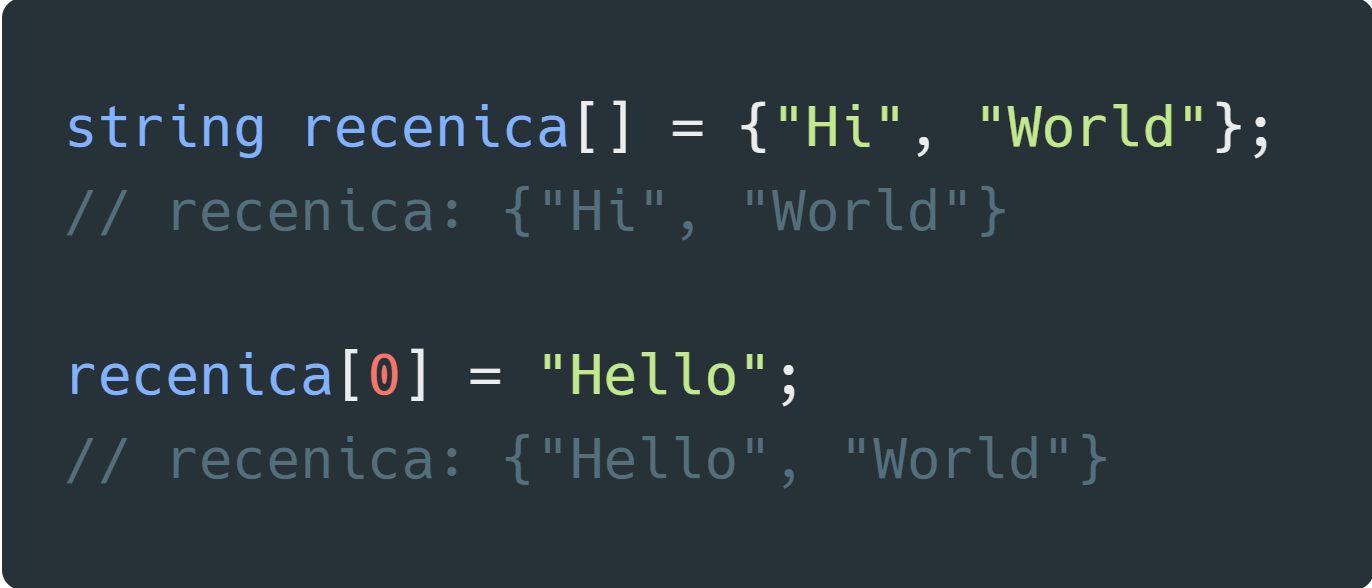 string recenica[] = {"Hi", "World"};
// recenica: {"Hi", "World"}
recenica[0] = "Hello";
// recenica: {"Hello", "World"}